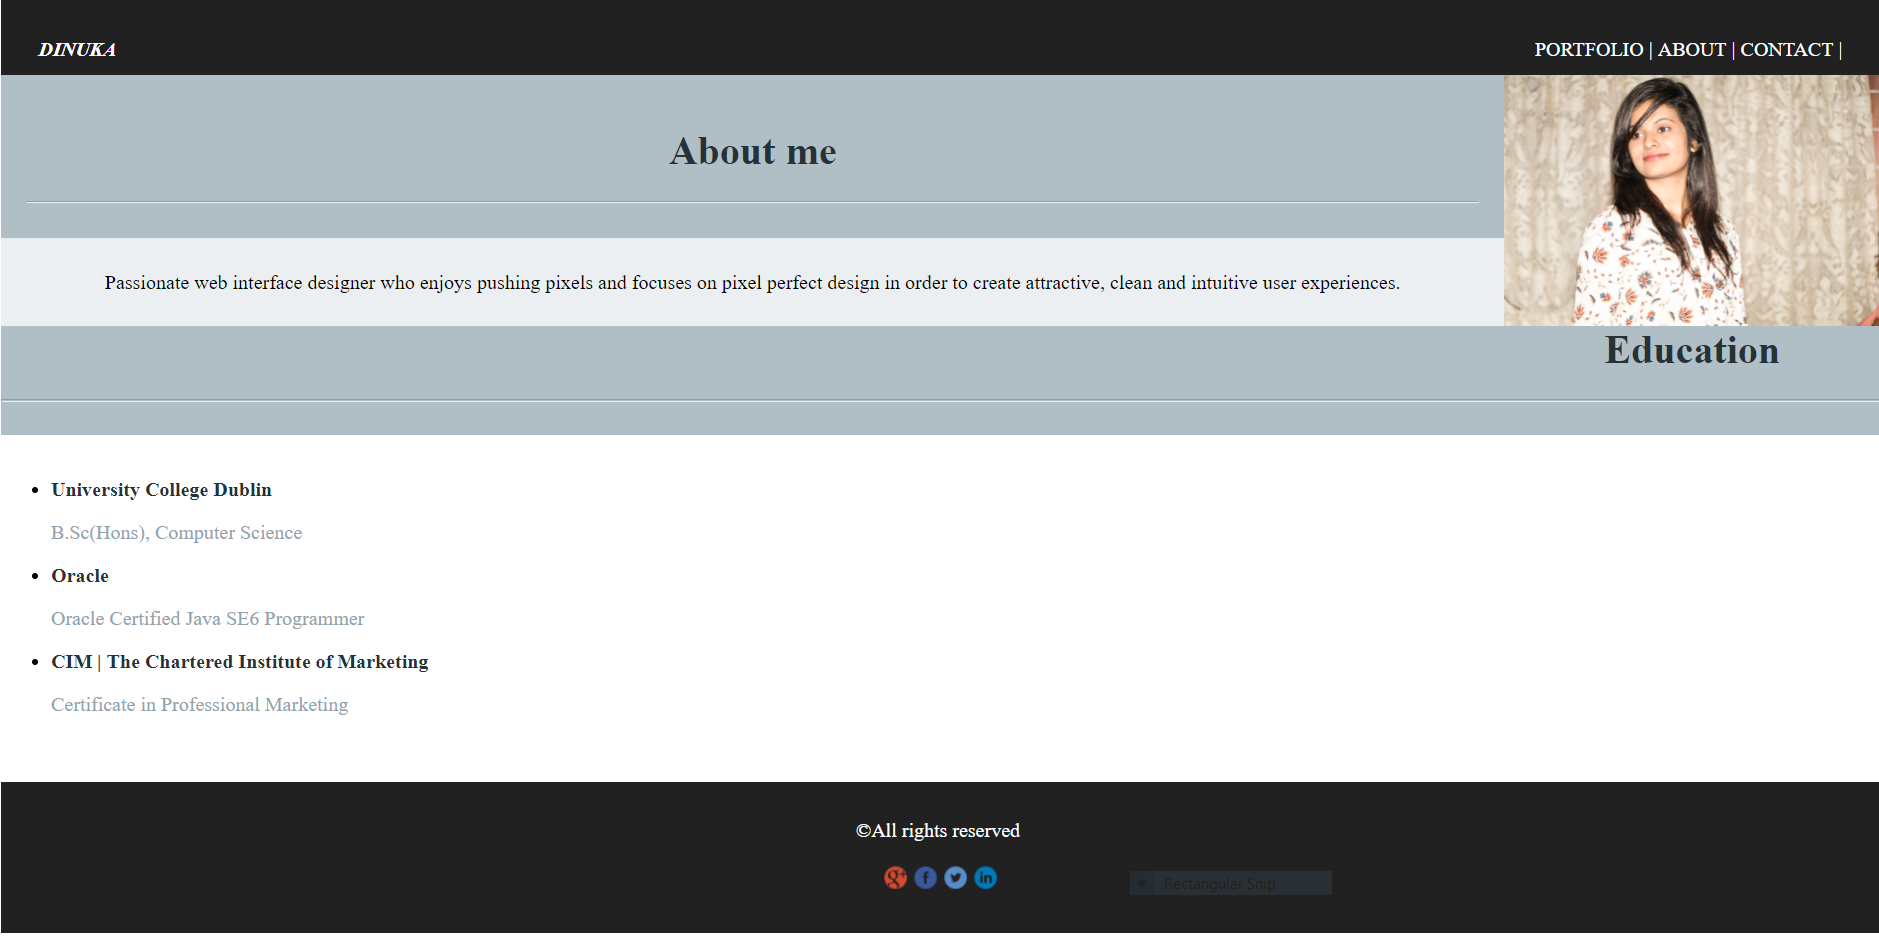 DINUKA
PORTFOLIO | ABOUT | CONTACT |
About me
Passionate web interface designer who enjoys pushing pixels and focuses on pixel perfect design in order to create attractive, clean and intuitive user experiences.
Education
University College Dublin
B.Sc(Hons), Computer Science
Oracle
Oracle Certified Java SE6 Programmer
CIM | The Chartered Institute of Marketing
Certificate in Professional Marketing
©All rights reserved
g+ f in
Rectangular Snip